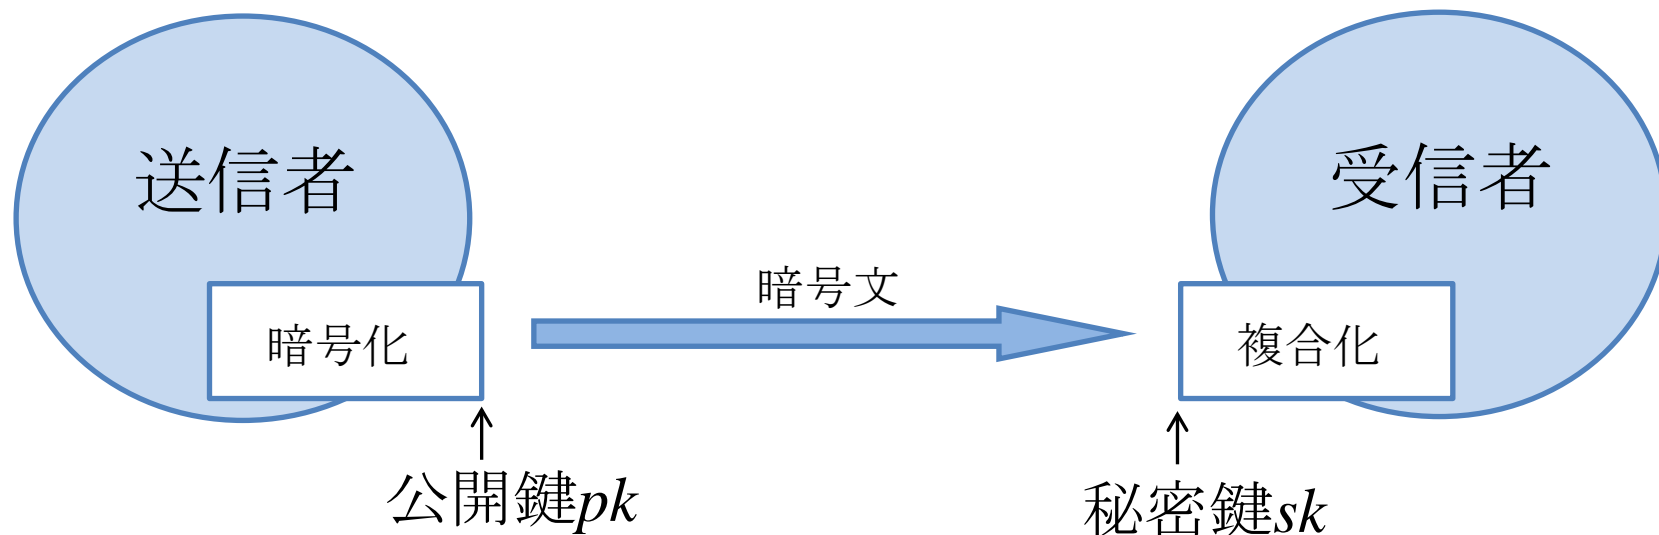 送信者
受信者
暗号文
暗号化
複合化
公開鍵pk
秘密鍵sk